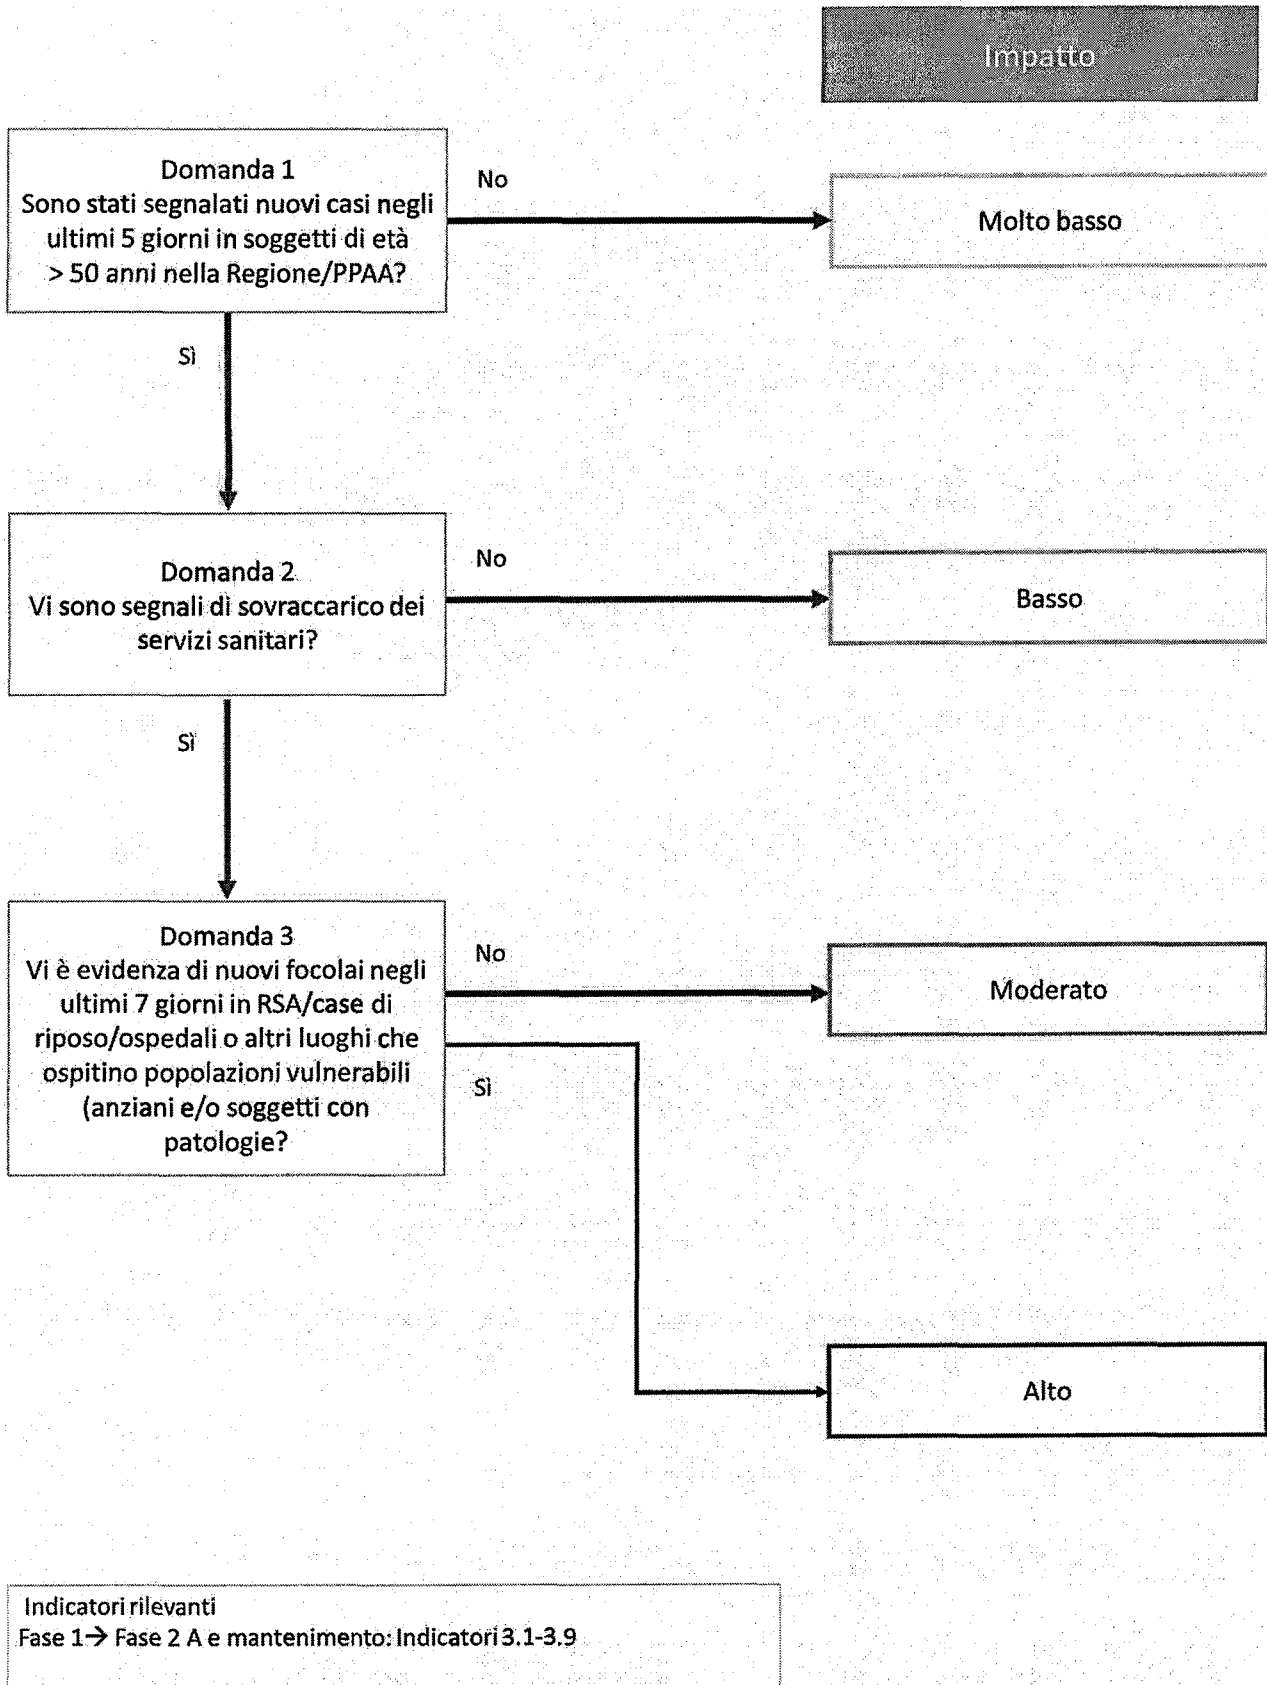 Impatto
Domanda 1
Sono stati segnalati nuovi casi negli
ultimi 5 giorni in soggetti di età
> 50 anni nella Regione/PPAA?
No
Molto basso
Sì
Domanda 2
Vi sono segnali di sovraccarico dei
servizi sanitari?
No
Basso
Sì
Domanda 3
Vi è evidenza di nuovi focolai negli
ultimi 7 giorni in RSA/case di
riposo/ospedali o altri luoghi che
ospitino popolazioni vulnerabili
(anziani e/o soggetti con
patologie?
No
Moderato
Sì
Alto
Indicatori rilevanti
Fase 1→ Fase 2 A e mantenimento: Indicatori 3.1-3.9